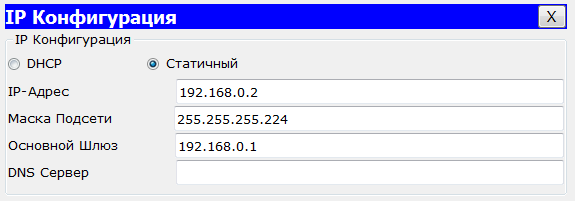 IP Конфигурация X
IP Конфигурация
DHCP Статичный
IP-Адрес 192.168.0.2
Маска Подсети 255.255.255.224
Основной Шлюз 192.168.0.1
DNS Сервер